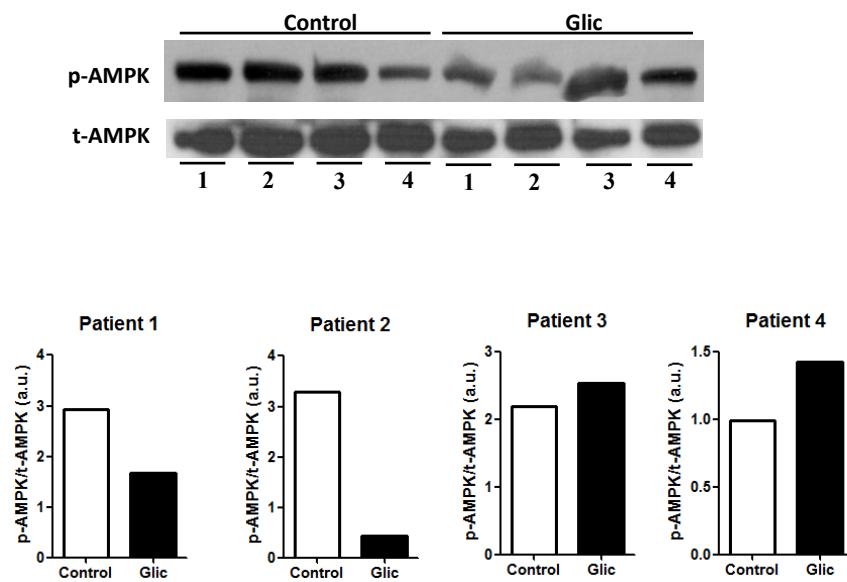 Control Glic
p-AMPK
t-AMPK
1 2 3 4 1 2 3 4
Patient 1
p-AMPK/t-AMPK (a.u.)
4
3
2
1
0
Control Glic
Patient 2
p-AMPK/t-AMPK (a.u.)
4
3
2
1
0
Control Glic
Patient 3
p-AMPK/t-AMPK (a.u.)
3
2
1
0
Control Glic
Patient 4
p-AMPK/t-AMPK (a.u.)
1.5
1.0
0.5
0.0
Control Glic